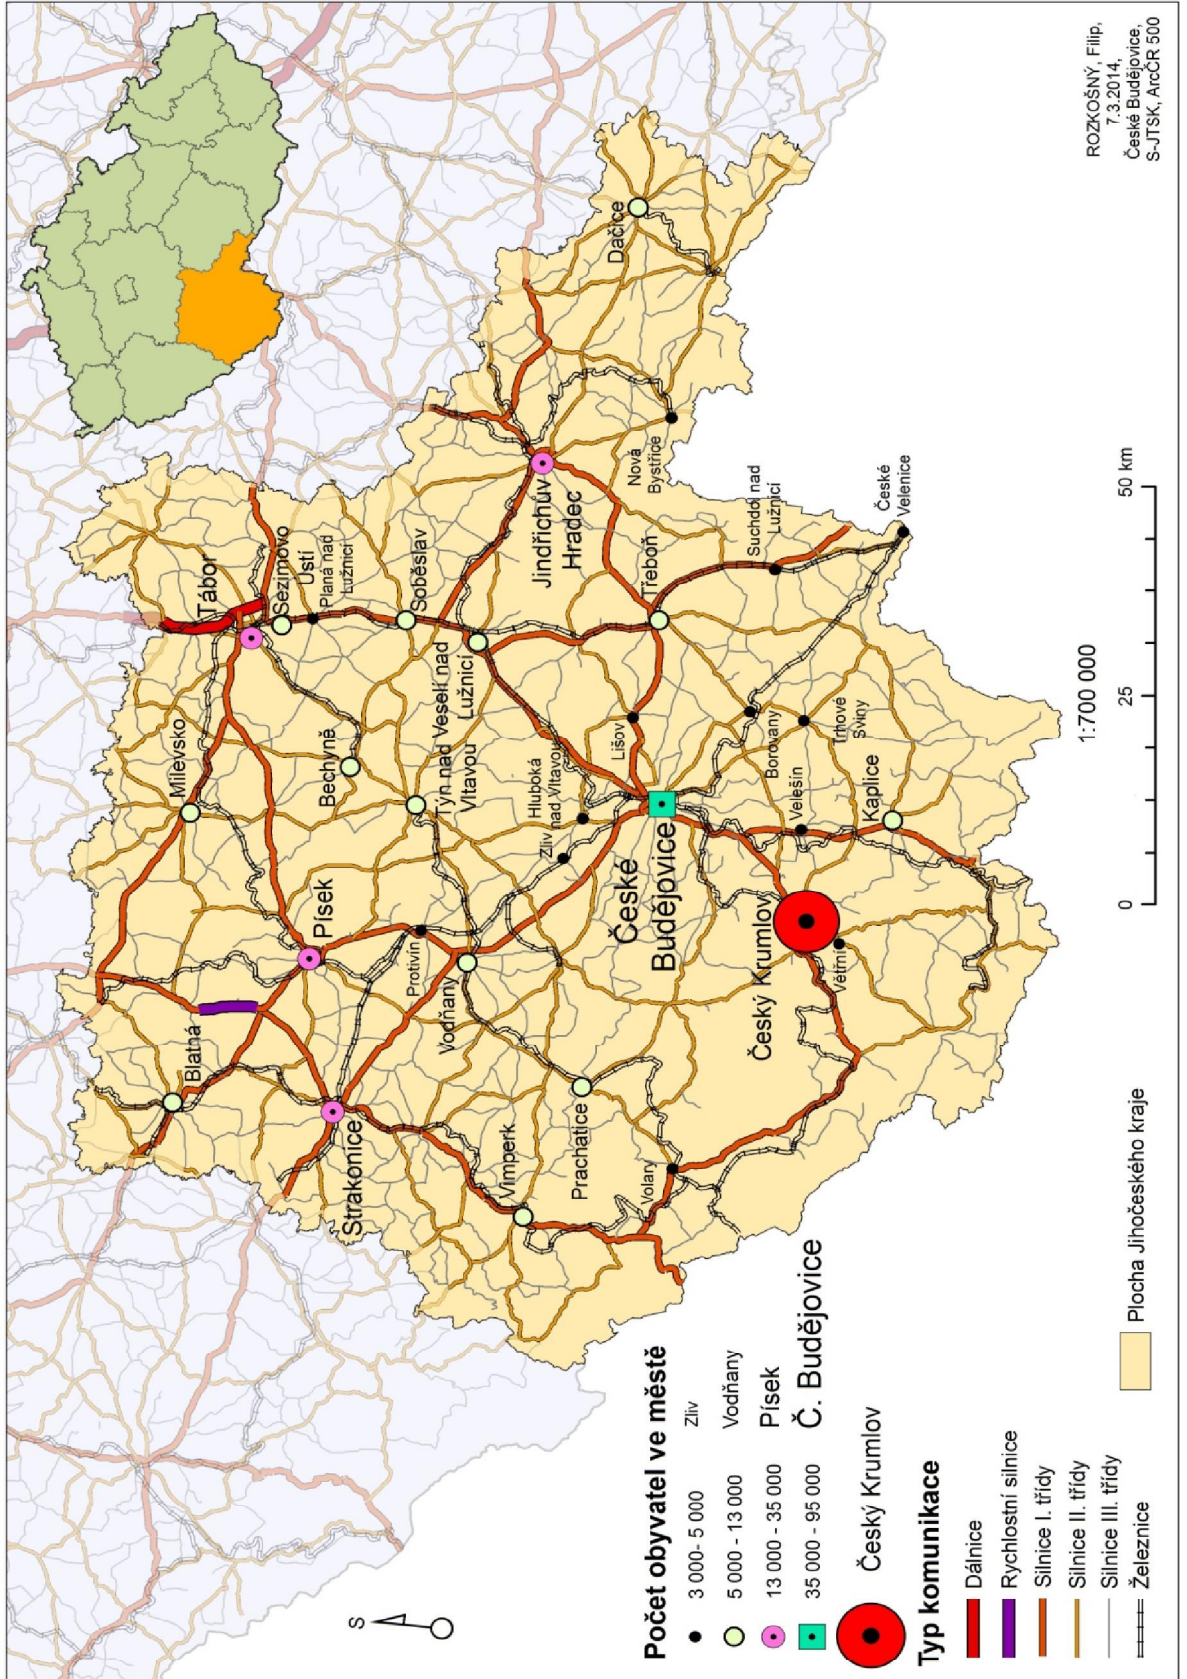 Tábor
Sezimovo
Ústí
Planá nad
Lužnicí
Milevsko
Soběslav
Bechyně
Týn nad
Vltavou
Veselí nad
Lužnicí
Jindřichův
Hradec
Dačice
Nová
Bystřice
Třeboň
Suchdol nad
Lužnicí
České
Velenice
Písek
Blatná
Strakonice
Protivín
Vodňany
Vimperk
Prachatice
Volary
Zliv
Hluboká
nad Vltavou
Lišov
České
Budějovice
Borovany
Trhové
Sviny
Velešín
Kaplice
Český Krumlov
Větřní
S
Počet obyvatel ve městě
3 000- 5 000 Zliv
5 000 - 13 000 Vodňany
13 000 - 35 000 Písek
35 000 - 95 000 Č. Budějovice
Český Krumlov
Typ komunikace
Dálnice
Rychlostní silnice
Silnice I. třídy
Silnice II. třídy
Silnice III. třídy
Železnice
Plocha Jihočeského kraje
1:700 000
0 25 50 km
ROZKOŠNÝ, Filip,
7.3.2014,
České Budějovice,
S-JTSK, ArcČR 500